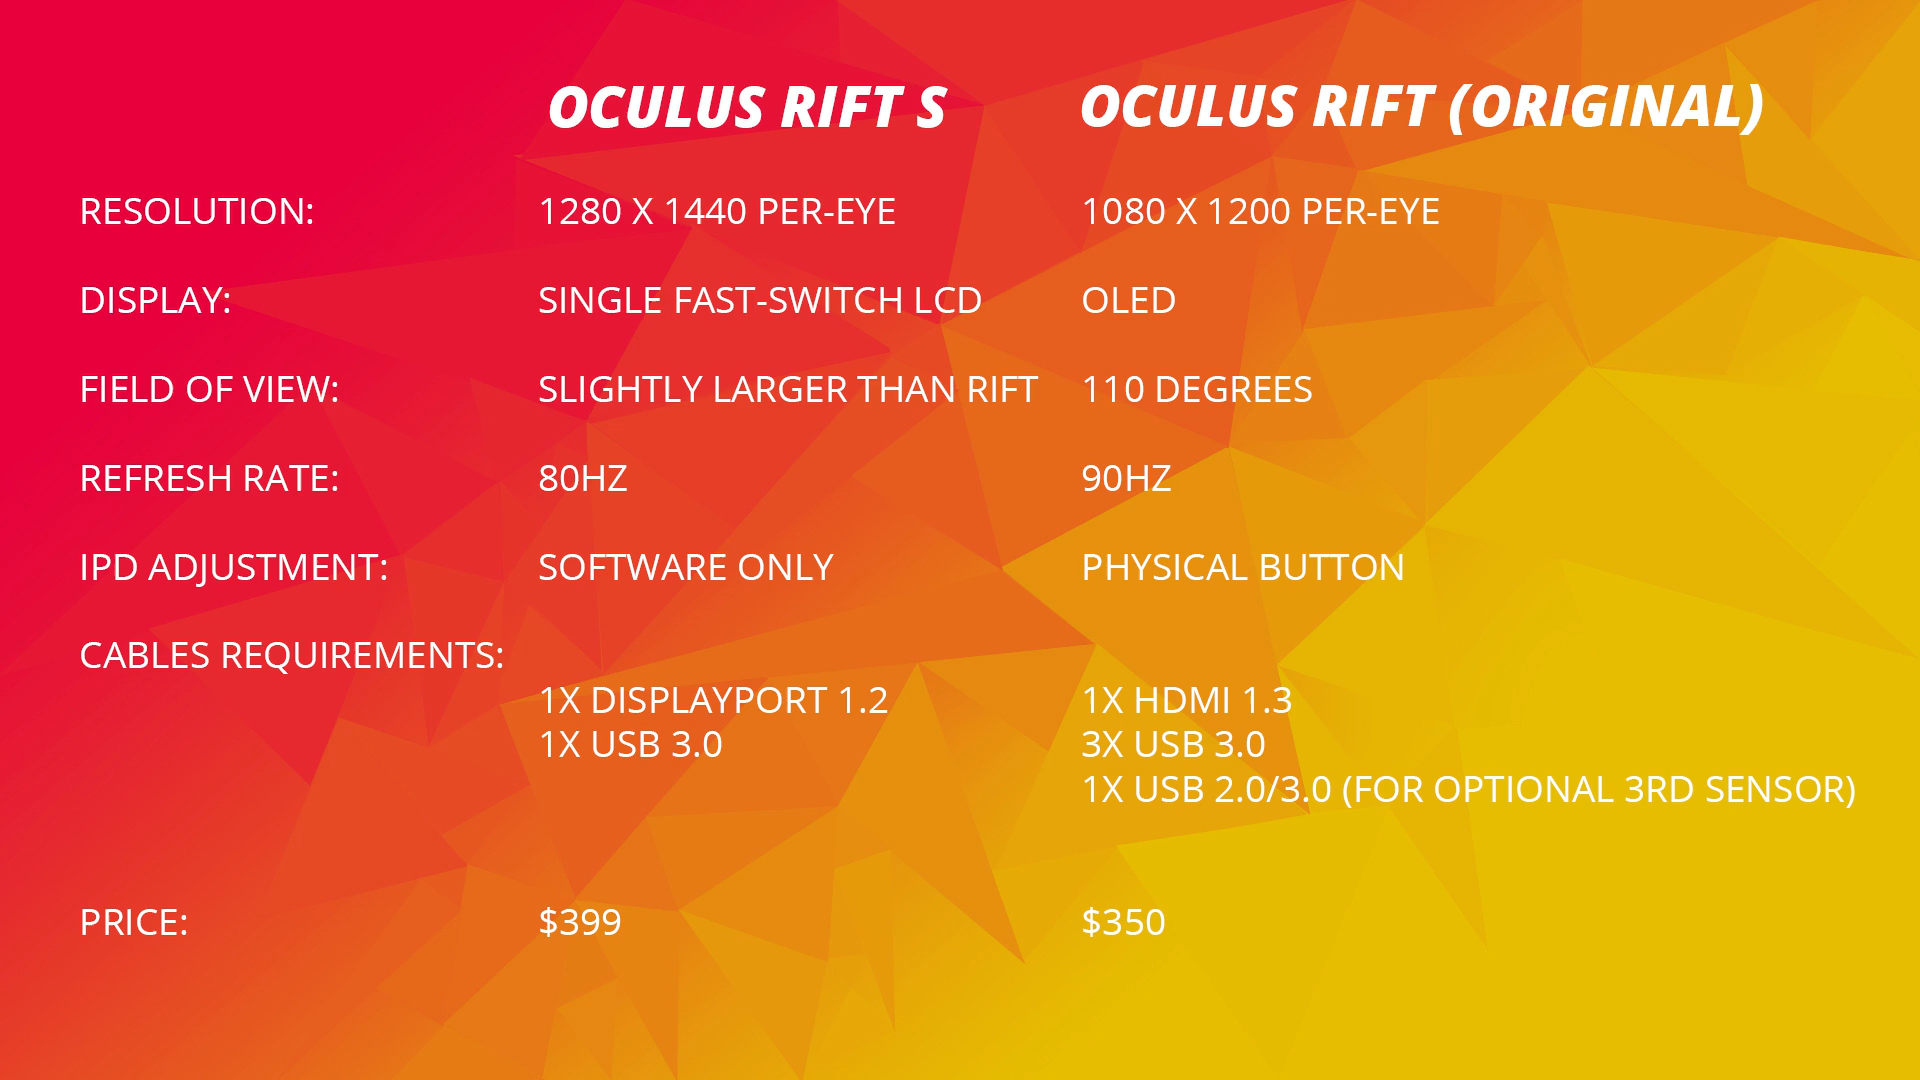 OCULUS RIFT S OCULUS RIFT (ORIGINAL)
RESOLUTION: 1280 X 1440 PER-EYE 1080 X 1200 PER-EYE
DISPLAY: SINGLE FAST-SWITCH LCD OLED
FIELD OF VIEW: SLIGHTLY LARGER THAN RIFT 110 DEGREES
REFRESH RATE: 80HZ 90HZ
IPD ADJUSTMENT: SOFTWARE ONLY PHYSICAL BUTTON
CABLES REQUIREMENTS:
1X DISPLAYPORT 1.2 1X HDMI 1.3
1X USB 3.0 3X USB 3.0
1X USB 2.0/3.0 (FOR OPTIONAL 3RD SENSOR)
PRICE: $399 $350